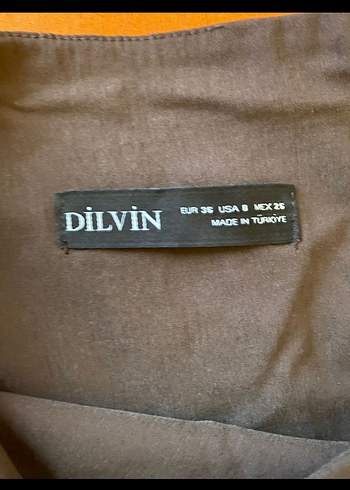 DİLVİN
EUR 36 USA 8 MEX 26
MADE IN TÜRKİYE